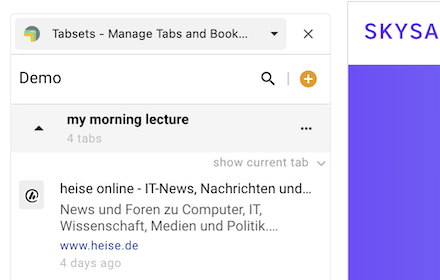 Tabsets - Manage Tabs and Book...
SKYSA
Demo
my morning lecture
4 tabs
show current tab
heise online - IT-News, Nachrichten und...
News und Foren zu Computer, IT,
Wissenschaft, Medien und Politik....
www.heise.de
4 days ago